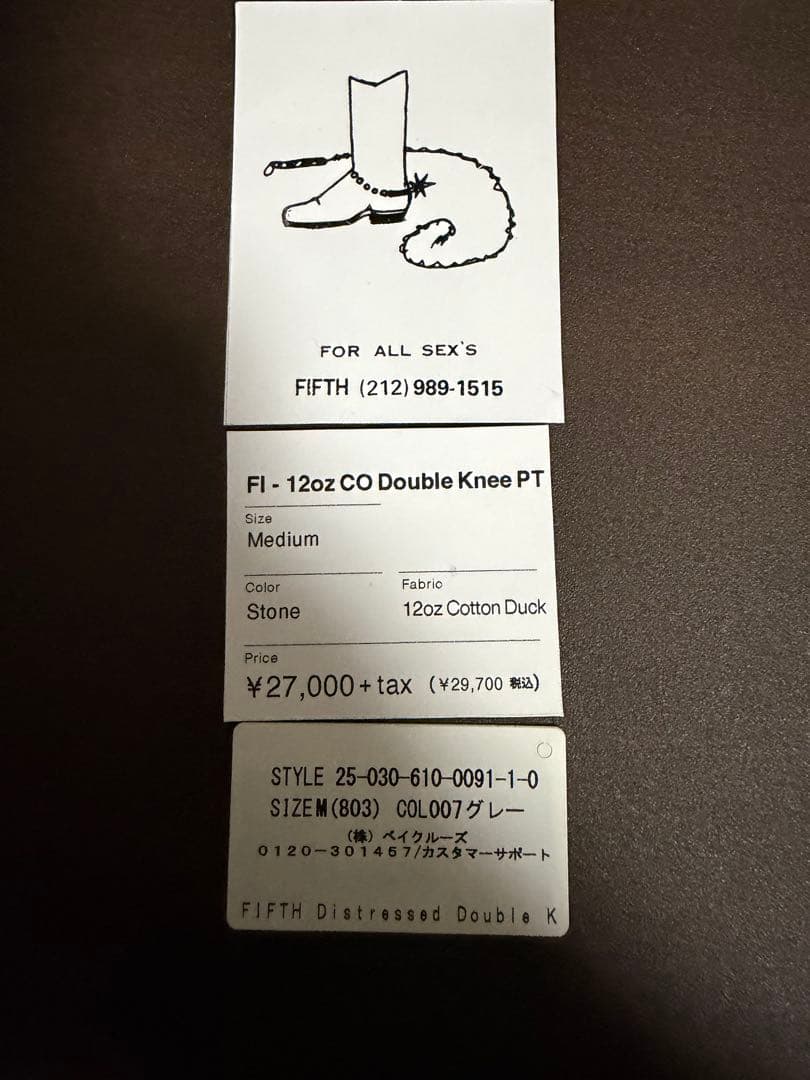 FOR ALL SEX'S
FIFTH (212) 989-1515
FI - 12oz CO Double Knee PT
Size
Medium
Color
Fabric
Stone
12oz Cotton Duck
Price
¥27,000+tax (¥29,700 税込)
STYLE 25-030-610-0091-1-0
SIZEM(803) COL007グレー
(株) ベイクルーズ
0120-301457/カスタマーサポート
FIFTH Distressed Double K